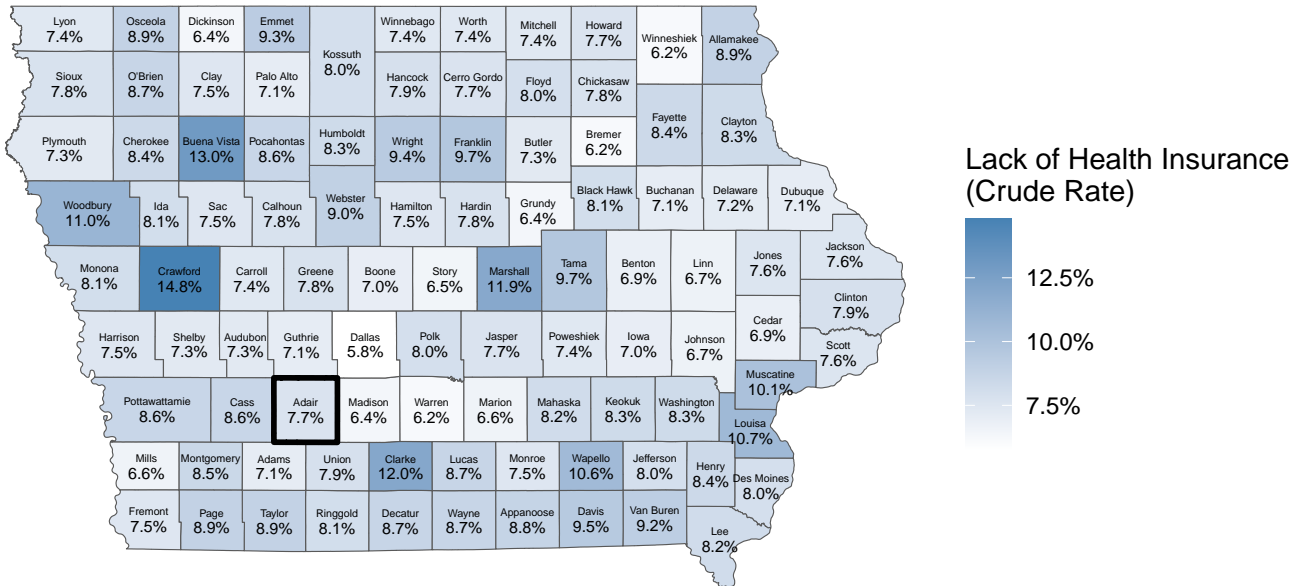 Lyon
7.4%
Osceola
8.9%
Dickinson
6.4%
Emmet
9.3%
Kossuth
8.0%
Winnebago
7.4%
Worth
7.4%
Mitchell
7.4%
Howard
7.7%
Winneshiek
6.2%
Allamakee
8.9%
Sioux
7.8%
O'Brien
8.7%
Clay
7.5%
Palo Alto
7.1%
Hancock
7.9%
Cerro Gordo
7.7%
Floyd
8.0%
Chickasaw
7.8%
Fayette
8.4%
Clayton
8.3%
Plymouth
7.3%
Cherokee
8.4%
Buena Vista
13.0%
Pocahontas
8.6%
Humboldt
8.3%
Wright
9.4%
Franklin
9.7%
Butler
7.3%
Bremer
6.2%
Woodbury
11.0%
Ida
8.1%
Sac
7.5%
Calhoun
7.8%
Webster
9.0%
Hamilton
7.5%
Hardin
7.8%
Grundy
6.4%
Black Hawk
8.1%
Buchanan
7.1%
Delaware
7.2%
Dubuque
7.1%
Monona
8.1%
Crawford
14.8%
Carroll
7.4%
Greene
7.8%
Boone
7.0%
Story
6.5%
Marshall
11.9%
Tama
9.7%
Benton
6.9%
Linn
6.7%
Jones
7.6%
Jackson
7.6%
Clinton
7.9%
Harrison
7.5%
Shelby
7.3%
Audubon
7.3%
Guthrie
7.1%
Dallas
5.8%
Polk
8.0%
Jasper
7.7%
Poweshiek
7.4%
Iowa
7.0%
Johnson
6.7%
Cedar
6.9%
Scott
7.6%
Muscatine
10.1%
Pottawattamie
8.6%
Cass
8.6%
Adair
7.7%
Madison
6.4%
Warren
6.2%
Marion
6.6%
Mahaska
8.2%
Keokuk
8.3%
Washington
8.3%
Louisa
10.7%
Mills
6.6%
Montgomery
8.5%
Adams
7.1%
Union
7.9%
Clarke
12.0%
Lucas
8.7%
Monroe
7.5%
Wapello
10.6%
Jefferson
8.0%
Henry
8.4%
Des Moines
8.0%
Fremont
7.5%
Page
8.9%
Taylor
8.9%
Ringgold
8.1%
Decatur
8.7%
Wayne
8.7%
Appanoose
8.8%
Davis
9.5%
Van Buren
9.2%
Lee
8.2%
Lack of Health Insurance
(Crude Rate)
12.5%
10.0%
7.5%